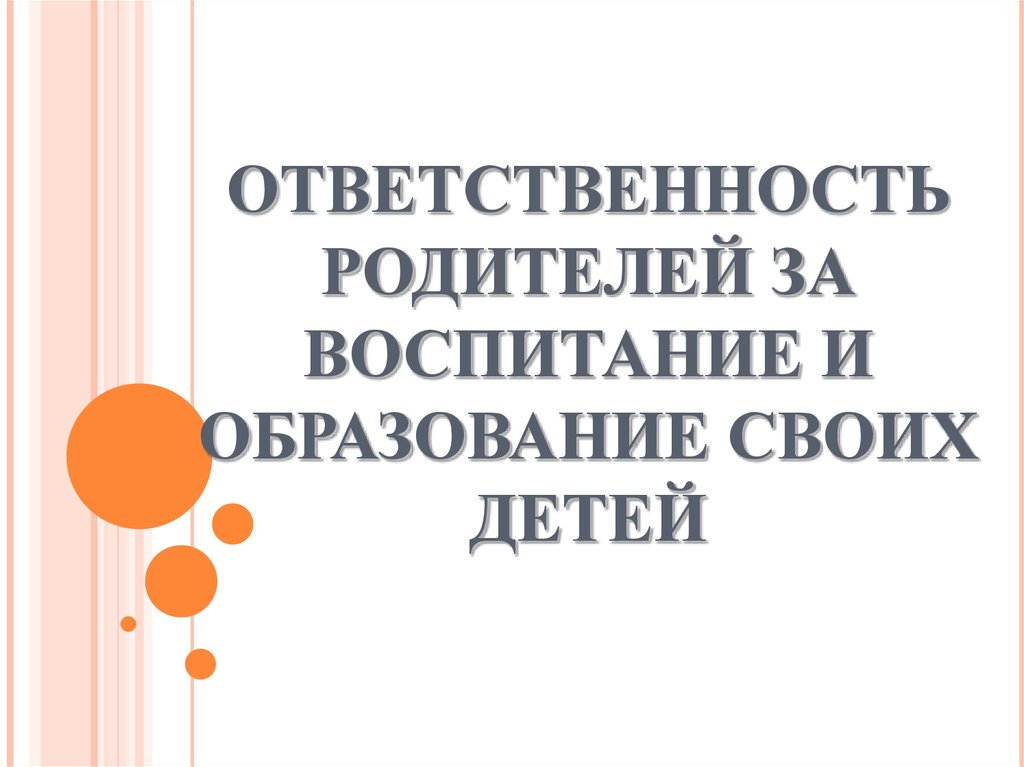 ОТВЕТСТВЕННОСТЬ
РОДИТЕЛЕЙ ЗА
ВОСПИТАНИЕ И
ОБРАЗОВАНИЕ СВОИХ
ДЕТЕЙ